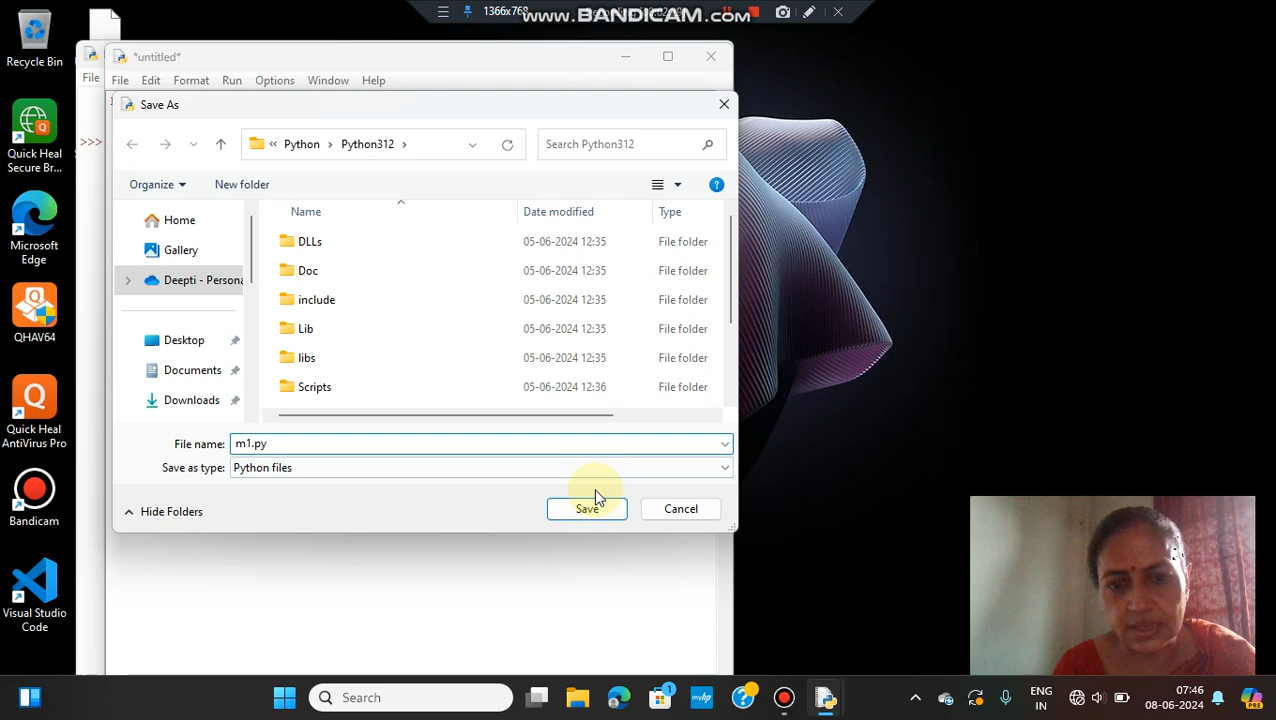 1366x768
www.BANDICAM.com
Recycle Bin
*untitled*
File
File Edit Format Run Options Window Help
Save As
>>>
« Python › Python312 ›
Search Python312
Quick Heal
Secure Br...
Organize
New folder
Name
Date modified
Type
Home
DLLs
05-06-2024 12:35
File folder
Microsoft
Edge
Gallery
Doc
05-06-2024 12:35
File folder
Deepti - Persona
include
05-06-2024 12:35
File folder
QHAV64
Lib
05-06-2024 12:35
File folder
Desktop
libs
05-06-2024 12:35
File folder
Documents
Scripts
05-06-2024 12:36
File folder
Downloads
Quick Heal
AntiVirus Pro
File name: m1.py
Save as type: Python files
Hide Folders
Save
Cancel
Bandicam
Visual Studio
Code
Search
1
ENG
IN
07:46
08-06-2024
PRE